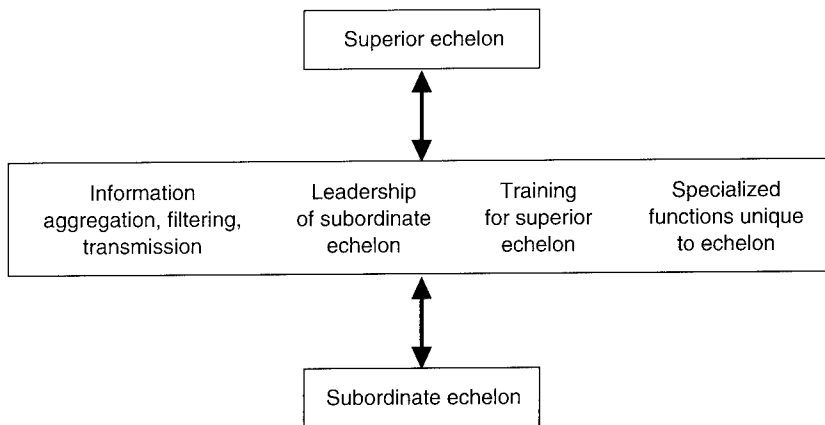 Superior echelon
Information
aggregation, filtering,
transmission
Leadership
of subordinate
echelon
Training
for superior
echelon
Specialized
functions unique
to echelon
Subordinate echelon